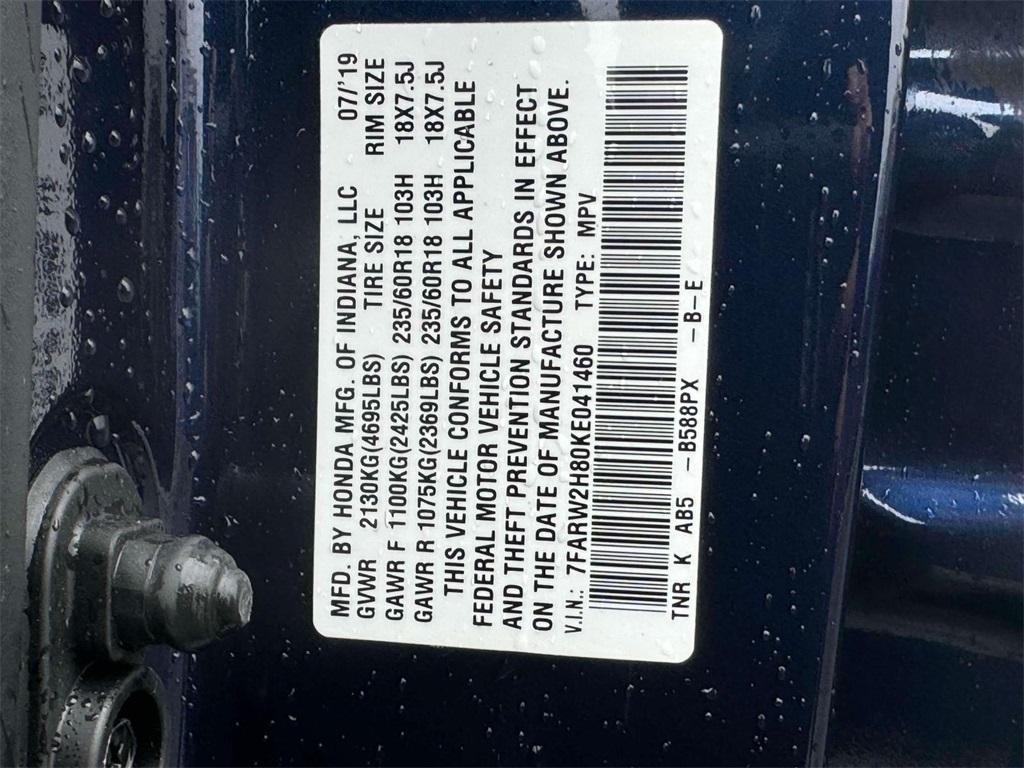 MFD. BY HONDA MFG. OF INDIANA, LLC 07/'19
GVWR 2130KG(4695LBS) TIRE SIZE RIM SIZE
GAWR F 1100KG(2425LBS) 235/60R18 103H 18X7.5J
GAWR R 1075KG(2369LBS) 235/60R18 103H 18X7.5J
THIS VEHICLE CONFORMS TO ALL APPLICABLE
FEDERAL MOTOR VEHICLE SAFETY
AND THEFT PREVENTION STANDARDS IN EFFECT
ON THE DATE OF MANUFACTURE SHOWN ABOVE.
V.I.N.: 7FARW2H80KE041460 TYPE: MPV
TNR K AB5 -B588PX -B-E